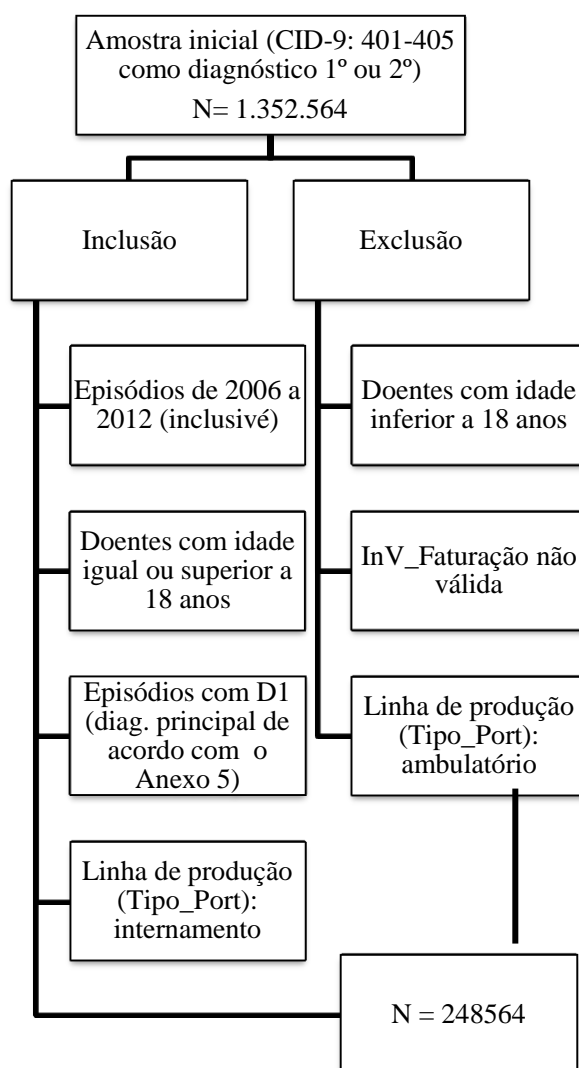 Amostra inicial (CID-9: 401-405
como diagnóstico 1º ou 2º)
N= 1.352.564
Inclusão
Exclusão
Episódios de 2006 a
2012 (inclusivé)
Doentes com idade
inferior a 18 anos
Doentes com idade
igual ou superior a
18 anos
InV_Faturação não
válida
Episódios com D1
(diag. principal de
acordo com o
Anexo 5)
Linha de produção
(Tipo_Port):
ambulatório
Linha de produção
(Tipo_Port):
internamento
N = 248564